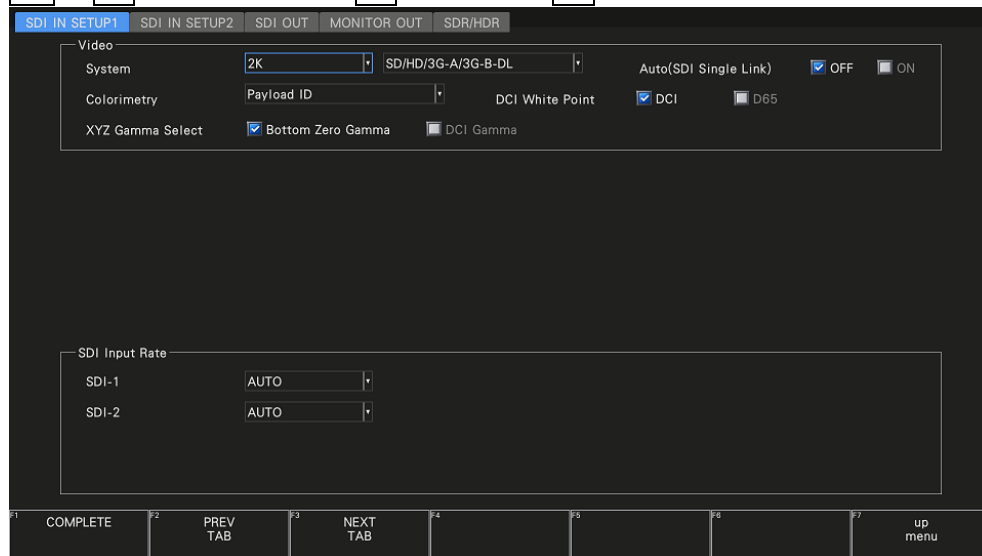 SDI IN SETUP1 SDI IN SETUP2 SDI OUT MONITOR OUT SDR/HDR
Video
System 2K SD/HD/3G-A/3G-B-DL Auto(SDI Single Link) OFF ON
Colorimetry Payload ID DCI White Point DCI D65
XYZ Gamma Select Bottom Zero Gamma DCI Gamma
SDI Input Rate
SDI-1 AUTO
SDI-2 AUTO
F1 COMPLETE F2 PREV F3 NEXT F4 F5 F6 F7 up
TAB TAB menu